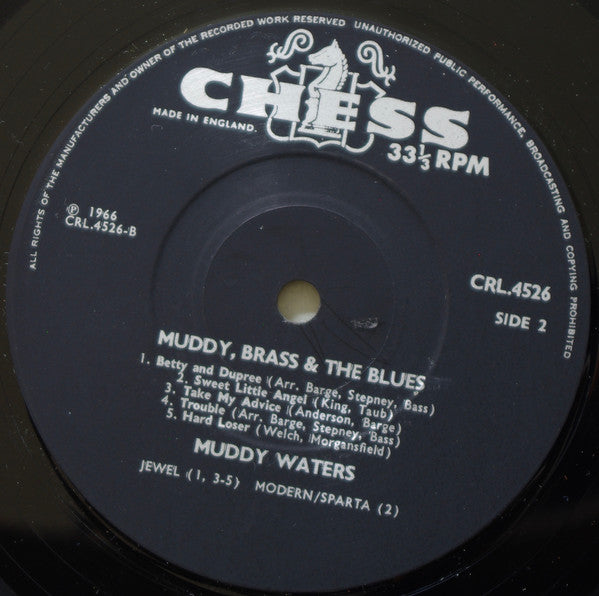 ALL RIGHTS OF THE MANUFACTURERS AND OWNER OF THE RECORDED WORK RESERVED UNAUTHORIZED PUBLIC PERFORMANCE, BROADCASTING AND COPYING PROHIBITED
CHESS
MADE IN ENGLAND.
33⅓ RPM
℗ 1966
CRL.4526-B
CRL.4526
SIDE 2
MUDDY, BRASS & THE BLUES
1. Betty and Dupree (Arr. Barge, Stepney, Bass)
2. Sweet Little Angel (King, Taub)
3. Take My Advice (Anderson, Barge)
4. Trouble (Arr. Barge, Stepney, Bass)
5. Hard Loser (Welch, Morgansfield)
MUDDY WATERS
JEWEL (1, 3-5) MODERN/SPARTA (2)